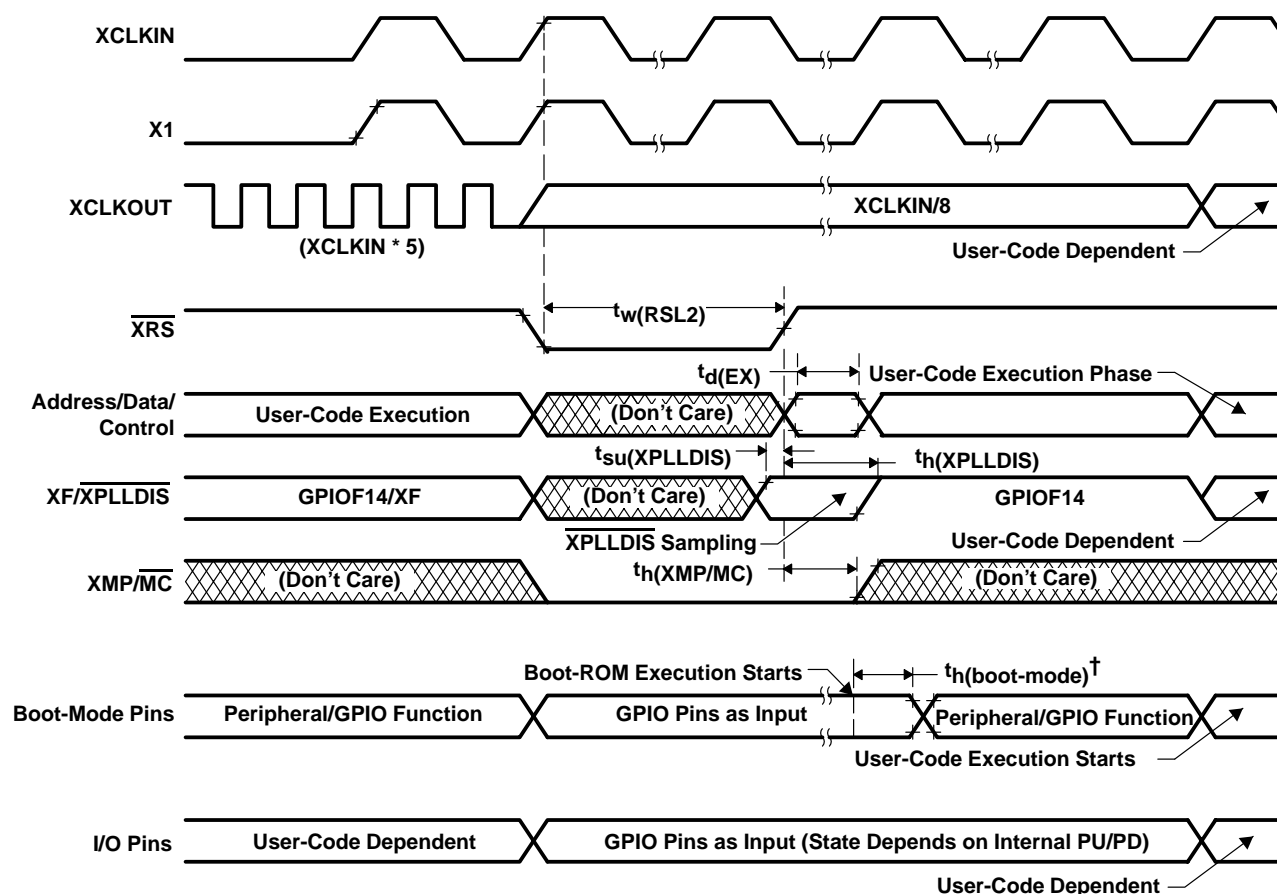 XCLKIN
X1
XCLKOUT
XCLKIN/8
(XCLKIN * 5)
User-Code Dependent
XRS
tw(RSL2)
td(EX)
User-Code Execution Phase
Address/Data/
Control
User-Code Execution
(Don't Care)
tsu(XPLLDIS)
th(XPLLDIS)
XF/XPLLDIS
GPIOF14/XF
(Don't Care)
GPIOF14
XPLLDIS Sampling
User-Code Dependent
th(XMP/MC)
XMP/MC
(Don't Care)
(Don't Care)
Boot-ROM Execution Starts
th(boot-mode)†
Boot-Mode Pins
Peripheral/GPIO Function
GPIO Pins as Input
Peripheral/GPIO Function
User-Code Execution Starts
I/O Pins
User-Code Dependent
GPIO Pins as Input (State Depends on Internal PU/PD)
User-Code Dependent